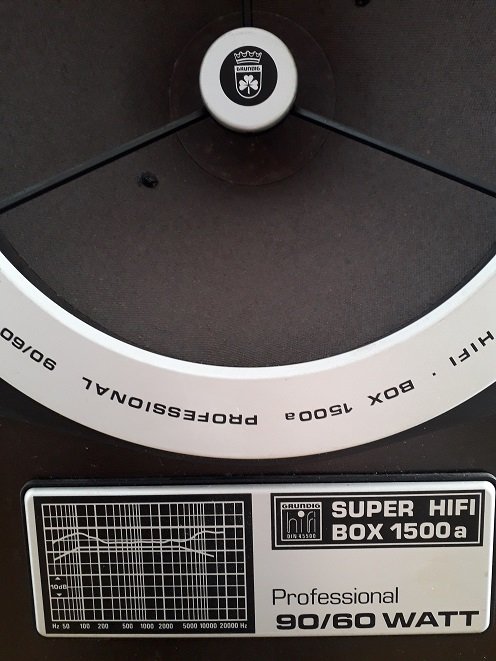 GRUNDIG
HIFI · BOX 1500a PROFESSIONAL 90/60
GRUNDIG
hifi
DIN 45500
SUPER HIFI
BOX 1500a
10dB
Hz 50 100 200 500 1000 2000 5000 10000 20000 Hz
Professional
90/60 WATT